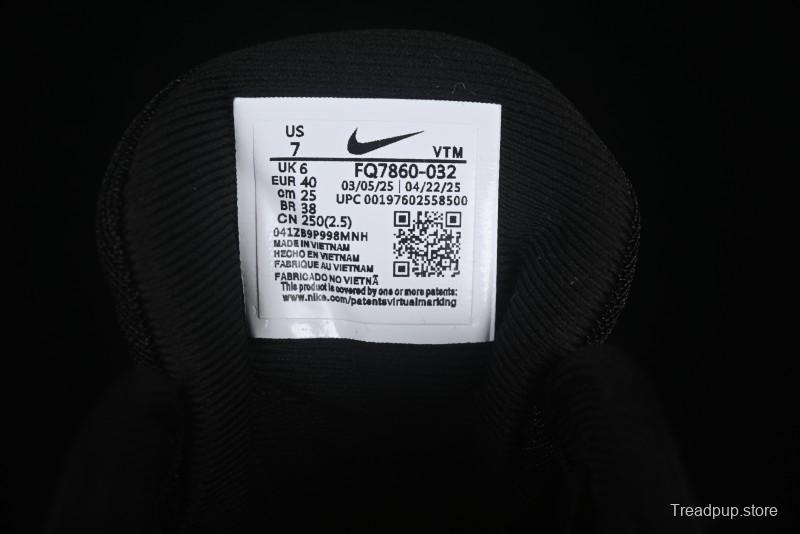 US
7
VTM
UK 6
FQ7860-032
EUR 40
03/05/25 | 04/22/25
cm 25
UPC 00197602558500
BR 38
CN 250(2.5)
041ZB9P998MNH
MADE IN VIETNAM
HECHO EN VIETNAM
FABRIQUE AU VIETNAM
FABRICADO NO VIETNÃ
This product is covered by one or more patents:
www.nike.com/patentsvirtualmarking
Treadpup.store